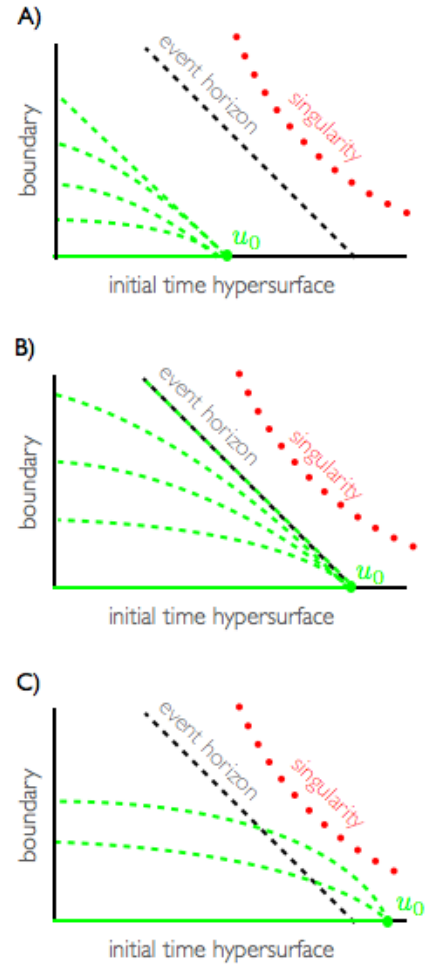 A)
boundary
event horizon
singularity
u₀
initial time hypersurface
B)
boundary
event horizon
singularity
u₀
initial time hypersurface
C)
boundary
event horizon
singularity
u₀
initial time hypersurface